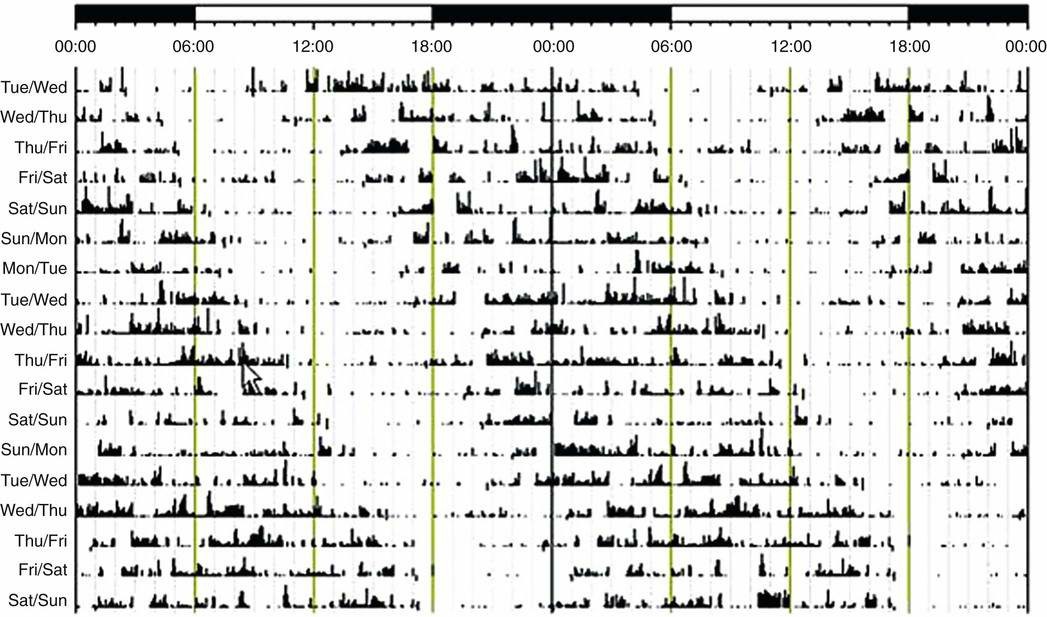 00:00 06:00 12:00 18:00 00:00 06:00 12:00 18:00 00:00
Tue/Wed
Wed/Thu
Thu/Fri
Fri/Sat
Sat/Sun
Sun/Mon
Mon/Tue
Tue/Wed
Wed/Thu
Thu/Fri
Fri/Sat
Sat/Sun
Sun/Mon
Tue/Wed
Wed/Thu
Thu/Fri
Fri/Sat
Sat/Sun